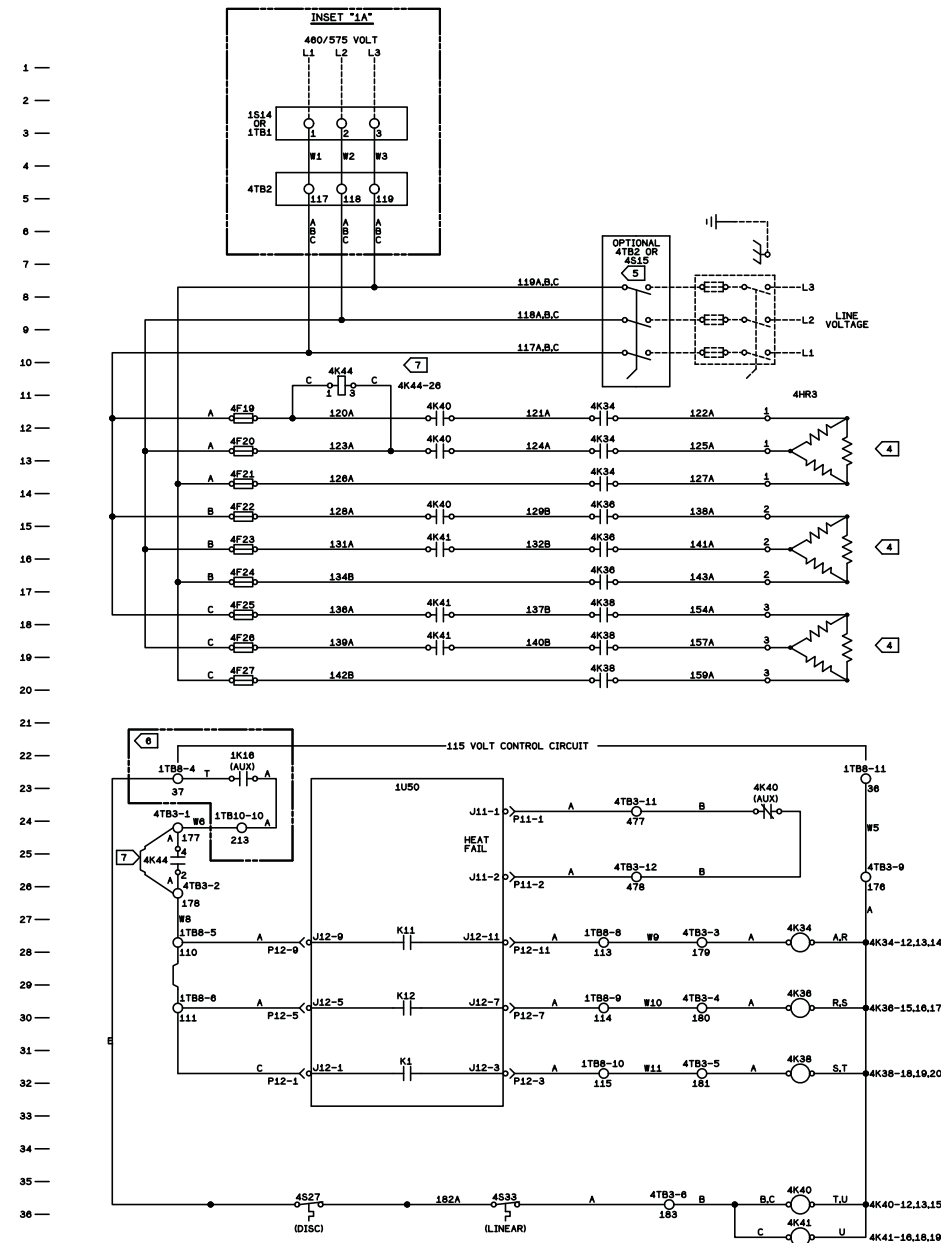 INSET "1A"
460/575 VOLT
L1 L2 L3
1 —
2 —
1S14
OR
1TB1
1 2 3
3 —
4 —
W1 W2 W3
4TB2
117 118 119
5 —
6 —
A A A
B B B
C C C
7 —
OPTIONAL
4TB2 OR
4S15
5
8 —
119A,B,C
L3
9 —
118A,B,C
L2
LINE
VOLTAGE
10 —
117A,B,C
L1
7
11 —
C 4K44 C
1 3
4K44-26
4HR3
12 —
A 4F19 120A 4K40 121A 4K34 122A 1
13 —
A 4F20 123A 4K40 124A 4K34 125A 1
4
14 —
A 4F21 126A 4K34 127A 1
15 —
B 4F22 128A 4K40 129B 4K36 138A 2
16 —
B 4F23 131A 4K41 132B 4K36 141A 2
4
17 —
B 4F24 134B 4K36 143A 2
18 —
C 4F25 136A 4K41 137B 4K38 154A 3
19 —
C 4F26 139A 4K41 140B 4K38 157A 3
4
20 —
C 4F27 142B 4K38 159A 3
21 —
22 —
6
115 VOLT CONTROL CIRCUIT
23 —
1TB8-4
37
T
1K16
(AUX)
A
1U50
1TB8-11
36
24 —
4TB3-1
177
W6
1TB10-10
213
A
J11-1
P11-1
A
4TB3-11
477
B
4K40
(AUX)
W5
25 —
HEAT
FAIL
7
4K44
A 4
2
A
26 —
4TB3-2
178
J11-2
P11-2
A
4TB3-12
478
B
4TB3-9
176
27 —
W8
A
28 —
1TB8-5
110
A
P12-9
J12-9
K11
J12-11
P12-11
A
1TB8-8
113
W9
4TB3-3
179
A
4K34
A,R
4K34-12,13,14
29 —
30 —
1TB8-6
111
A
P12-5
J12-5
K12
J12-7
P12-7
A
1TB8-9
114
W10
4TB3-4
180
A
4K36
R,S
4K36-15,16,17
31 —
E
32 —
C
P12-1
J12-1
K1
J12-3
P12-3
A
1TB8-10
115
W11
4TB3-5
181
A
4K38
S,T
4K38-18,19,20
33 —
34 —
35 —
36 —
4S27
(DISC)
182A
4S33
(LINEAR)
A
4TB3-6
183
B
B,C
4K40
T,U
4K40-12,13,15
C
4K41
U
4K41-16,18,19